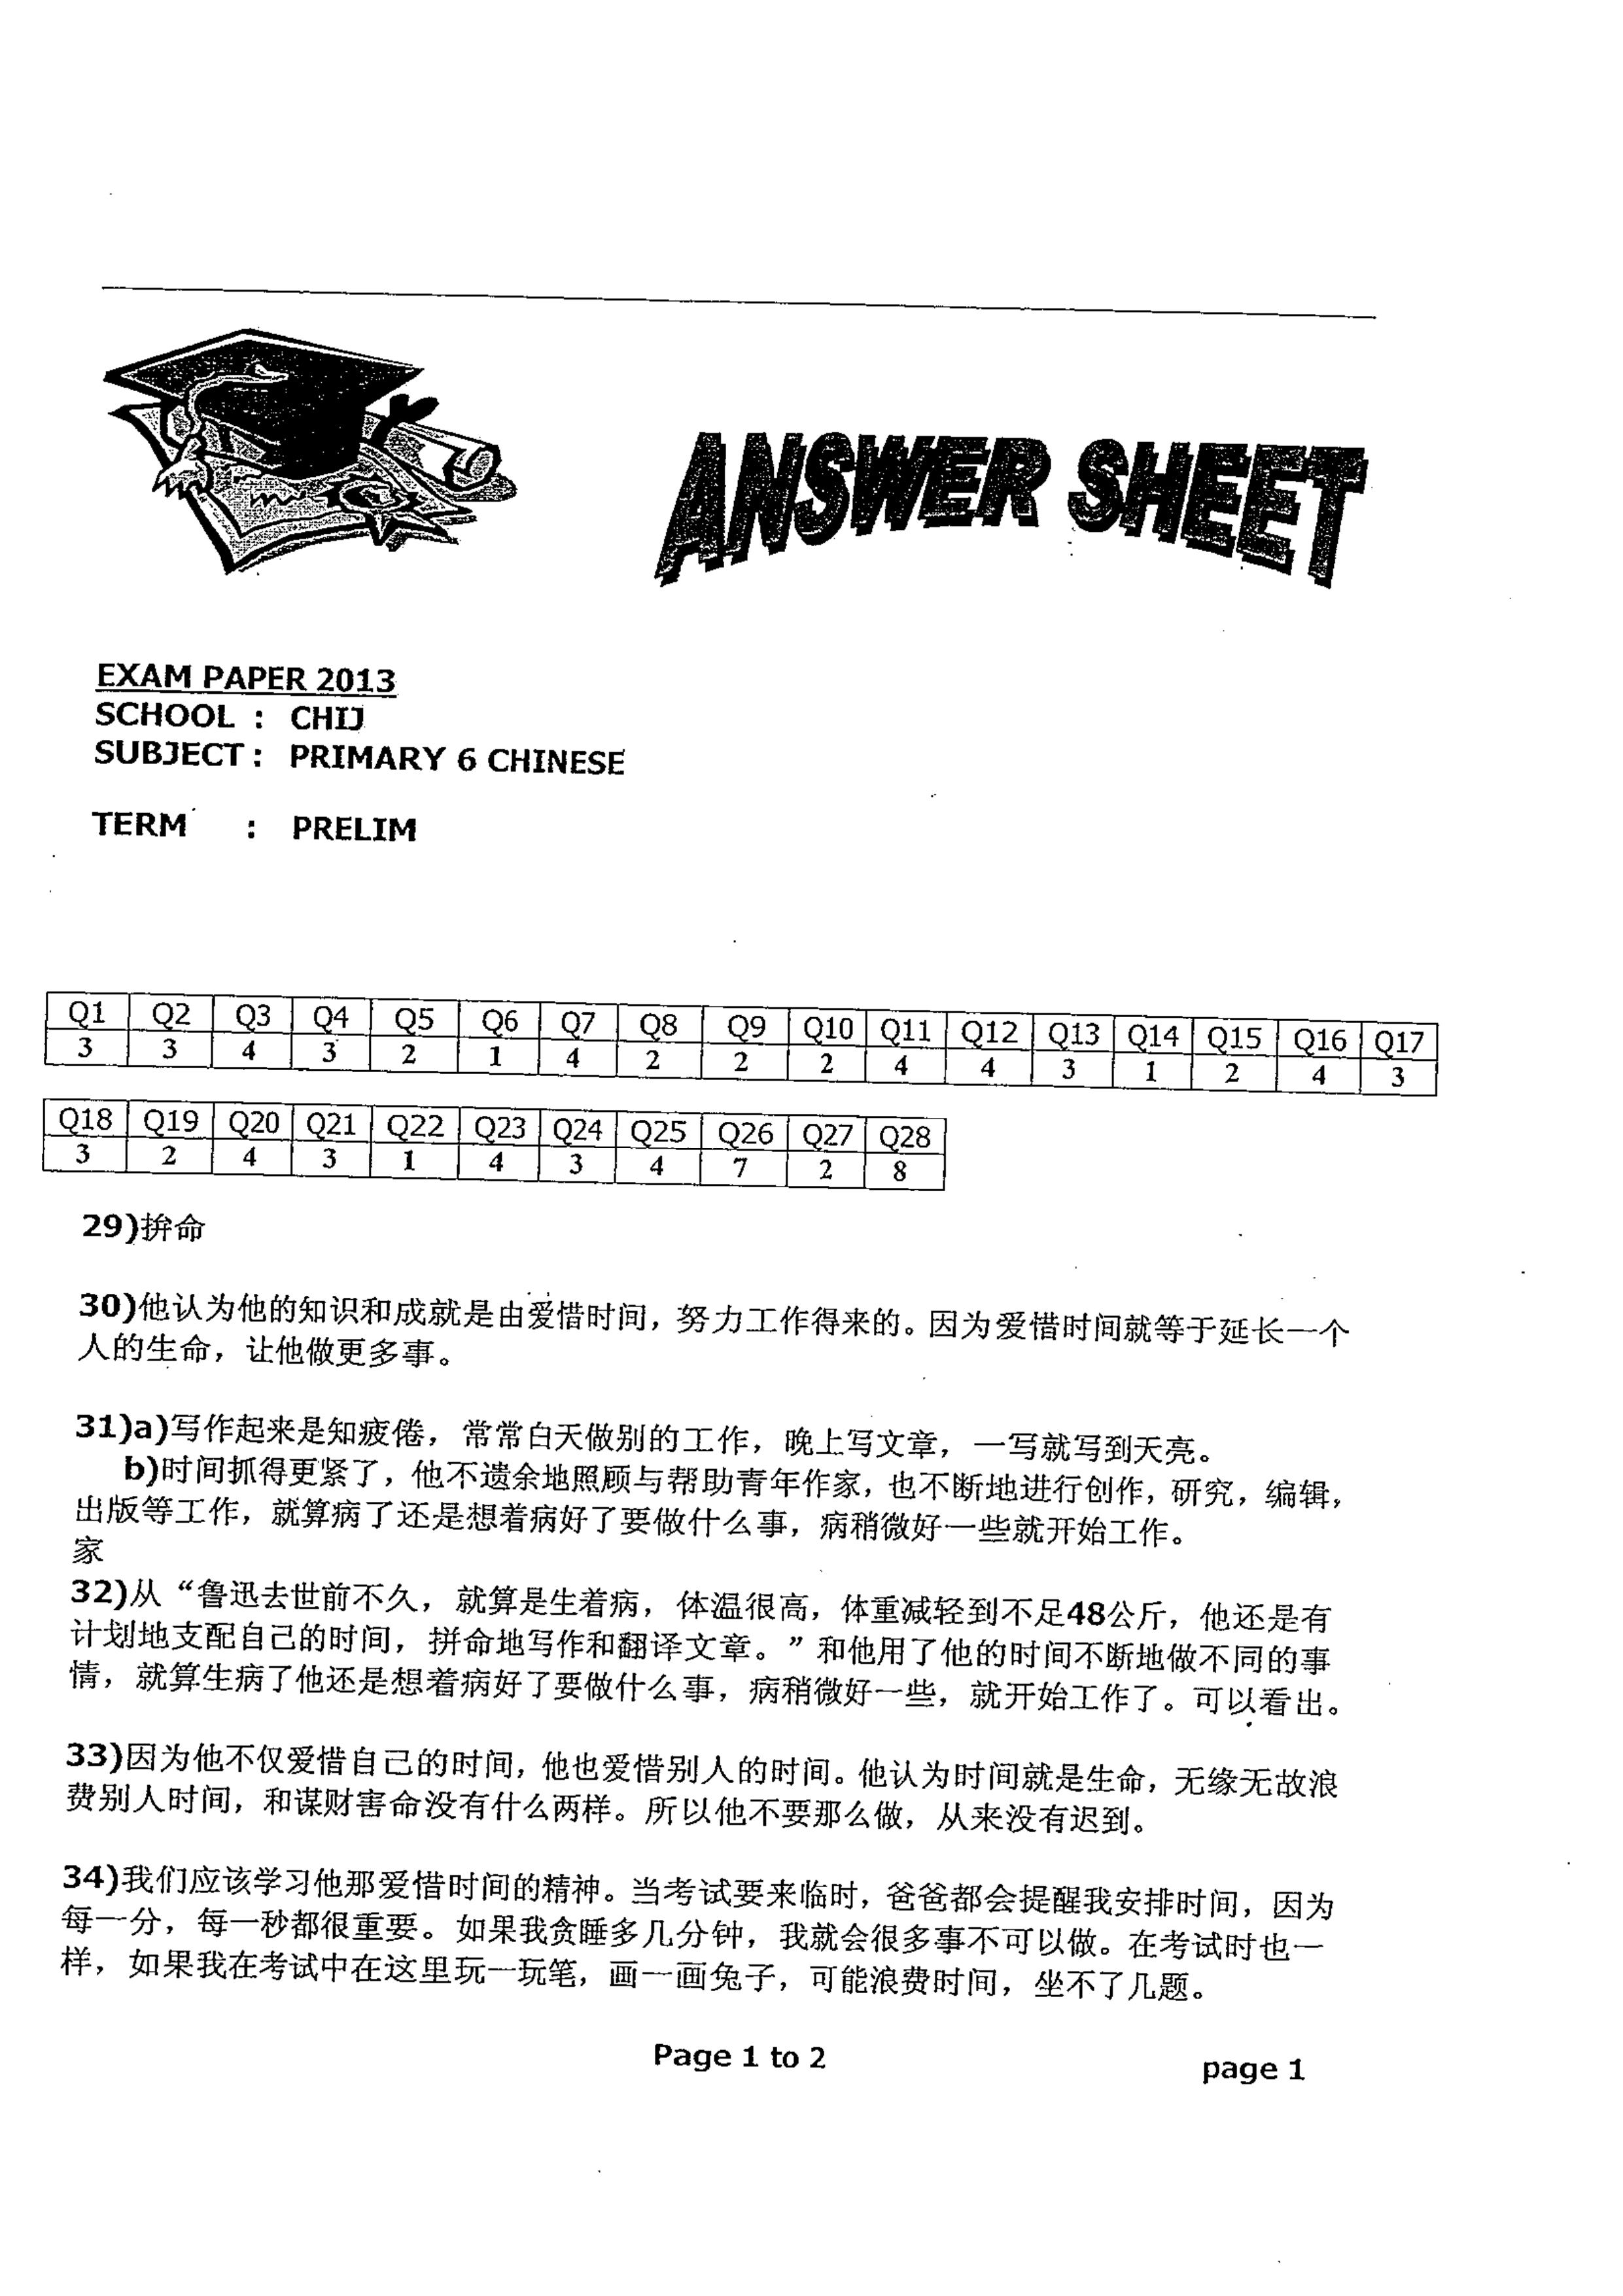 ANSWER SHEET
EXAM PAPER 2013
SCHOOL : CHIJ
SUBJECT : PRIMARY 6 CHINESE
TERM : PRELIM
Q1 Q2 Q3 Q4 Q5 Q6 Q7 Q8 Q9 Q10 Q11 Q12 Q13 Q14 Q15 Q16 Q17
3 3 4 3 2 1 4 2 2 2 4 4 3 1 2 4 3
Q18 Q19 Q20 Q21 Q22 Q23 Q24 Q25 Q26 Q27 Q28
3 2 4 3 1 4 3 4 7 2 8
29)拚命
30)他认为他的知识和成就是由爱惜时间，努力工作得来的。因为爱惜时间就等于延长一个
人的生命，让他做更多事。
31)a)写作起来是知疲倦，常常白天做别的工作，晚上写文章，一写就写到天亮。
b)时间抓得更紧了，他不遗余地照顾与帮助青年作家，也不断地进行创作，研究，编辑，
出版等工作，就算病了还是想着病好了要做什么事，病稍微好一些就开始工作。
家
32)从“鲁迅去世前不久，就算是生着病，体温很高，体重减轻到不足48公斤，他还是有
计划地支配自己的时间，拼命地写作和翻译文章。”和他用了他的时间不断地做不同的事
情，就算生病了他还是想着病好了要做什么事，病稍微好一些，就开始工作了。可以看出。
33)因为他不仅爱惜自己的时间，他也爱惜别人的时间。他认为时间就是生命，无缘无故浪
费别人时间，和谋财害命没有什么两样。所以他不要那么做，从来没有迟到。
34)我们应该学习他那爱惜时间的精神。当考试要来临时，爸爸都会提醒我安排时间，因为
每一分，每一秒都很重要。如果我贪睡多几分钟，我就会很多事不可以做。在考试时也一
样，如果我在考试中在这里玩一玩笔，画一画兔子，可能浪费时间，坐不了几题。
Page 1 to 2
page 1